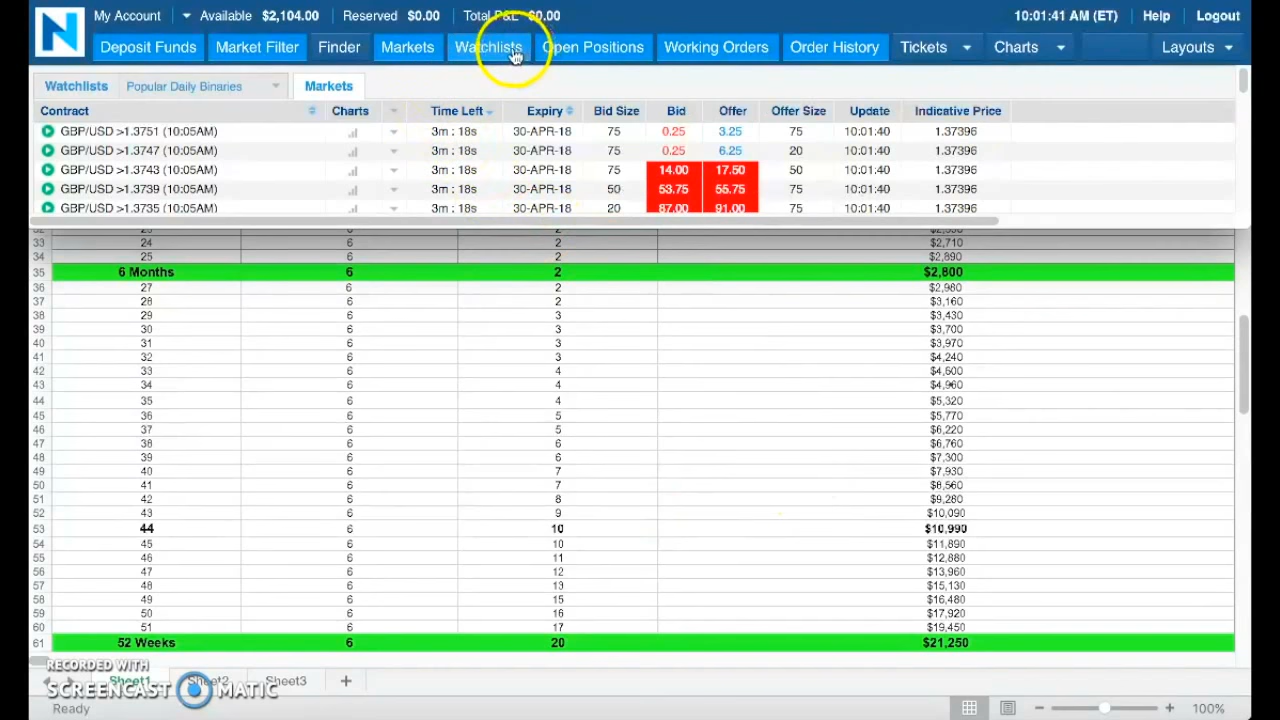 My Account Available $2,104.00 Reserved $0.00 Total P&L $0.00 10:01:41 AM (ET) Help Logout
N
Deposit Funds Market Filter Finder Markets Watchlists Open Positions Working Orders Order History Tickets Charts Layouts
Watchlists Popular Daily Binaries Markets
Contract Charts Time Left Expiry Bid Size Bid Offer Offer Size Update Indicative Price
GBP/USD >1.3751 (10:05AM) 3m : 18s 30-APR-18 75 0.25 3.25 75 10:01:40 1.37396
GBP/USD >1.3747 (10:05AM) 3m : 18s 30-APR-18 75 0.25 6.25 20 10:01:40 1.37396
GBP/USD >1.3743 (10:05AM) 3m : 18s 30-APR-18 75 14.00 17.50 50 10:01:40 1.37396
GBP/USD >1.3739 (10:05AM) 3m : 18s 30-APR-18 50 53.75 55.75 75 10:01:40 1.37396
GBP/USD >1.3735 (10:05AM) 3m : 18s 30-APR-18 20 87.00 91.00 75 10:01:40 1.37396
33 24 6 2 $2,710
34 25 6 2 $2,890
35 6 Months 6 2 $2,800
36 27 6 2 $2,980
37 28 6 2 $3,160
38 29 6 3 $3,430
39 30 6 3 $3,700
40 31 6 3 $3,970
41 32 6 3 $4,240
42 33 6 4 $4,600
43 34 6 4 $4,960
44 35 6 4 $5,320
45 36 6 5 $5,770
46 37 6 5 $6,220
47 38 6 6 $6,760
48 39 6 6 $7,300
49 40 6 7 $7,930
50 41 6 7 $8,560
51 42 6 8 $9,280
52 43 6 9 $10,090
53 44 6 10 $10,990
54 45 6 10 $11,890
55 46 6 11 $12,880
56 47 6 12 $13,960
57 48 6 13 $15,130
58 49 6 15 $16,480
59 50 6 16 $17,920
60 51 6 17 $19,450
61 52 Weeks 6 20 $21,250
RECORDED WITH
SCREENCAST MATIC
Sheet1 Sheet2 Sheet3 +
Ready 100%